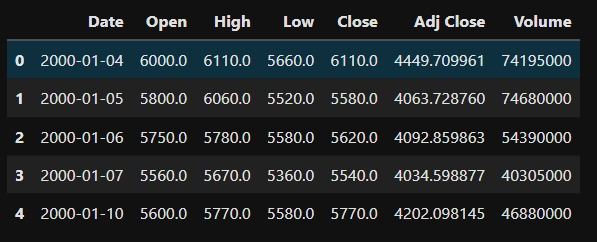 Date Open High Low Close Adj Close Volume
0 2000-01-04 6000.0 6110.0 5660.0 6110.0 4449.709961 74195000
1 2000-01-05 5800.0 6060.0 5520.0 5580.0 4063.728760 74680000
2 2000-01-06 5750.0 5780.0 5580.0 5620.0 4092.859863 54390000
3 2000-01-07 5560.0 5670.0 5360.0 5540.0 4034.598877 40305000
4 2000-01-10 5600.0 5770.0 5580.0 5770.0 4202.098145 46880000